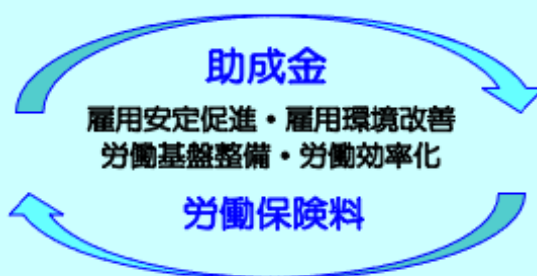 助成金
雇用安定促進・雇用環境改善
労働基盤整備・労働効率化
労働保険料